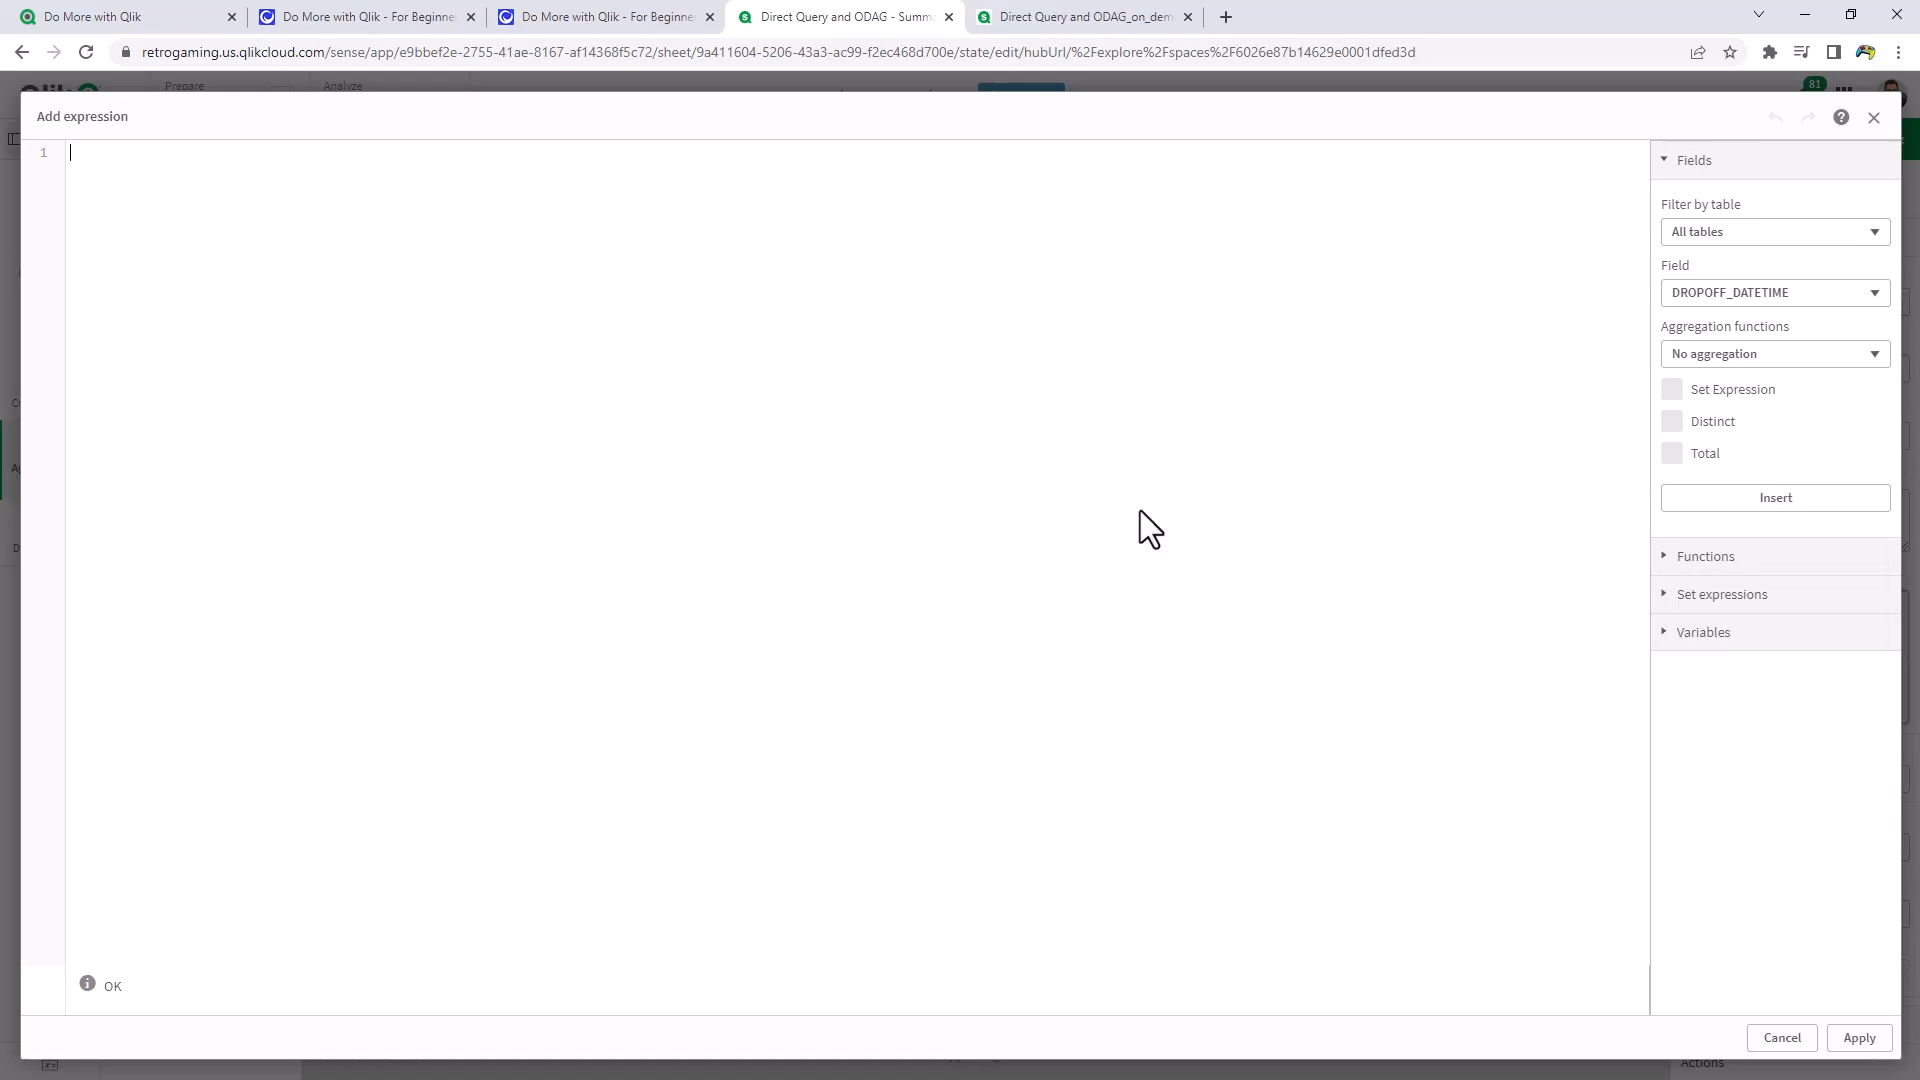 Do More with Qlik
Do More with Qlik - For Beginne
Do More with Qlik - For Beginne
Direct Query and ODAG - Summ
Direct Query and ODAG_on_dem
retrogaming.us.qlikcloud.com/sense/app/e9bbef2e-2755-41ae-8167-af14368f5c72/sheet/9a411604-5206-43a3-ac99-f2ec468d700e/state/edit/hubUrl/%2Fexplore%2Fspaces%2F6026e87b14629e0001dfed3d
Prepare
Analyze
81
Add expression
1
Fields
Filter by table
All tables
Field
DROPOFF_DATETIME
Aggregation functions
No aggregation
Set Expression
Distinct
Total
Insert
Functions
Set expressions
Variables
OK
Cancel
Apply
Actions